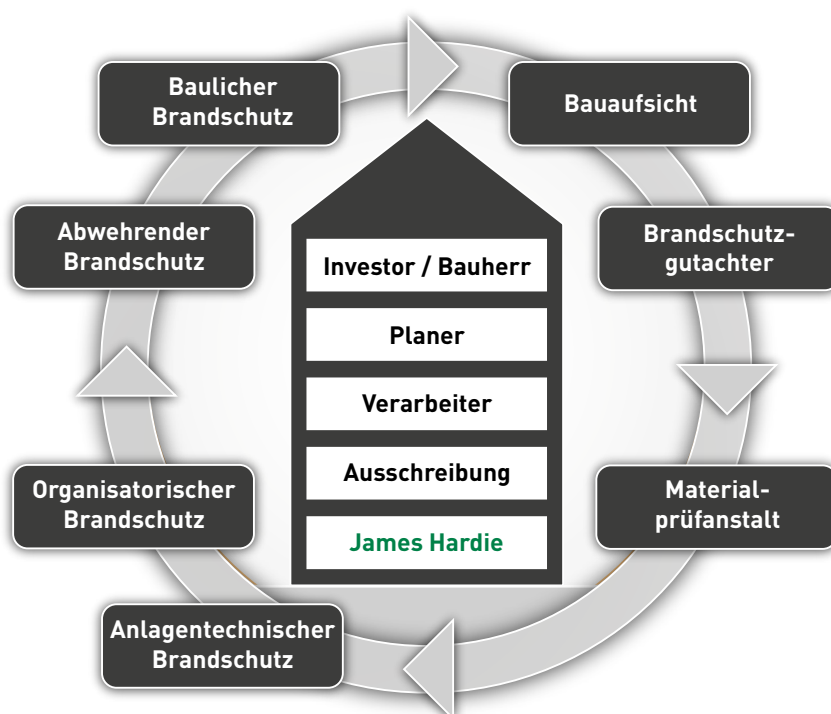 Baulicher
Brandschutz
Bauaufsicht
Abwehrender
Brandschutz
Brandschutz-
gutachter
Investor / Bauherr
Planer
Verarbeiter
Ausschreibung
James Hardie
Organisatorischer
Brandschutz
Material-
prüfanstalt
Anlagentechnischer
Brandschutz